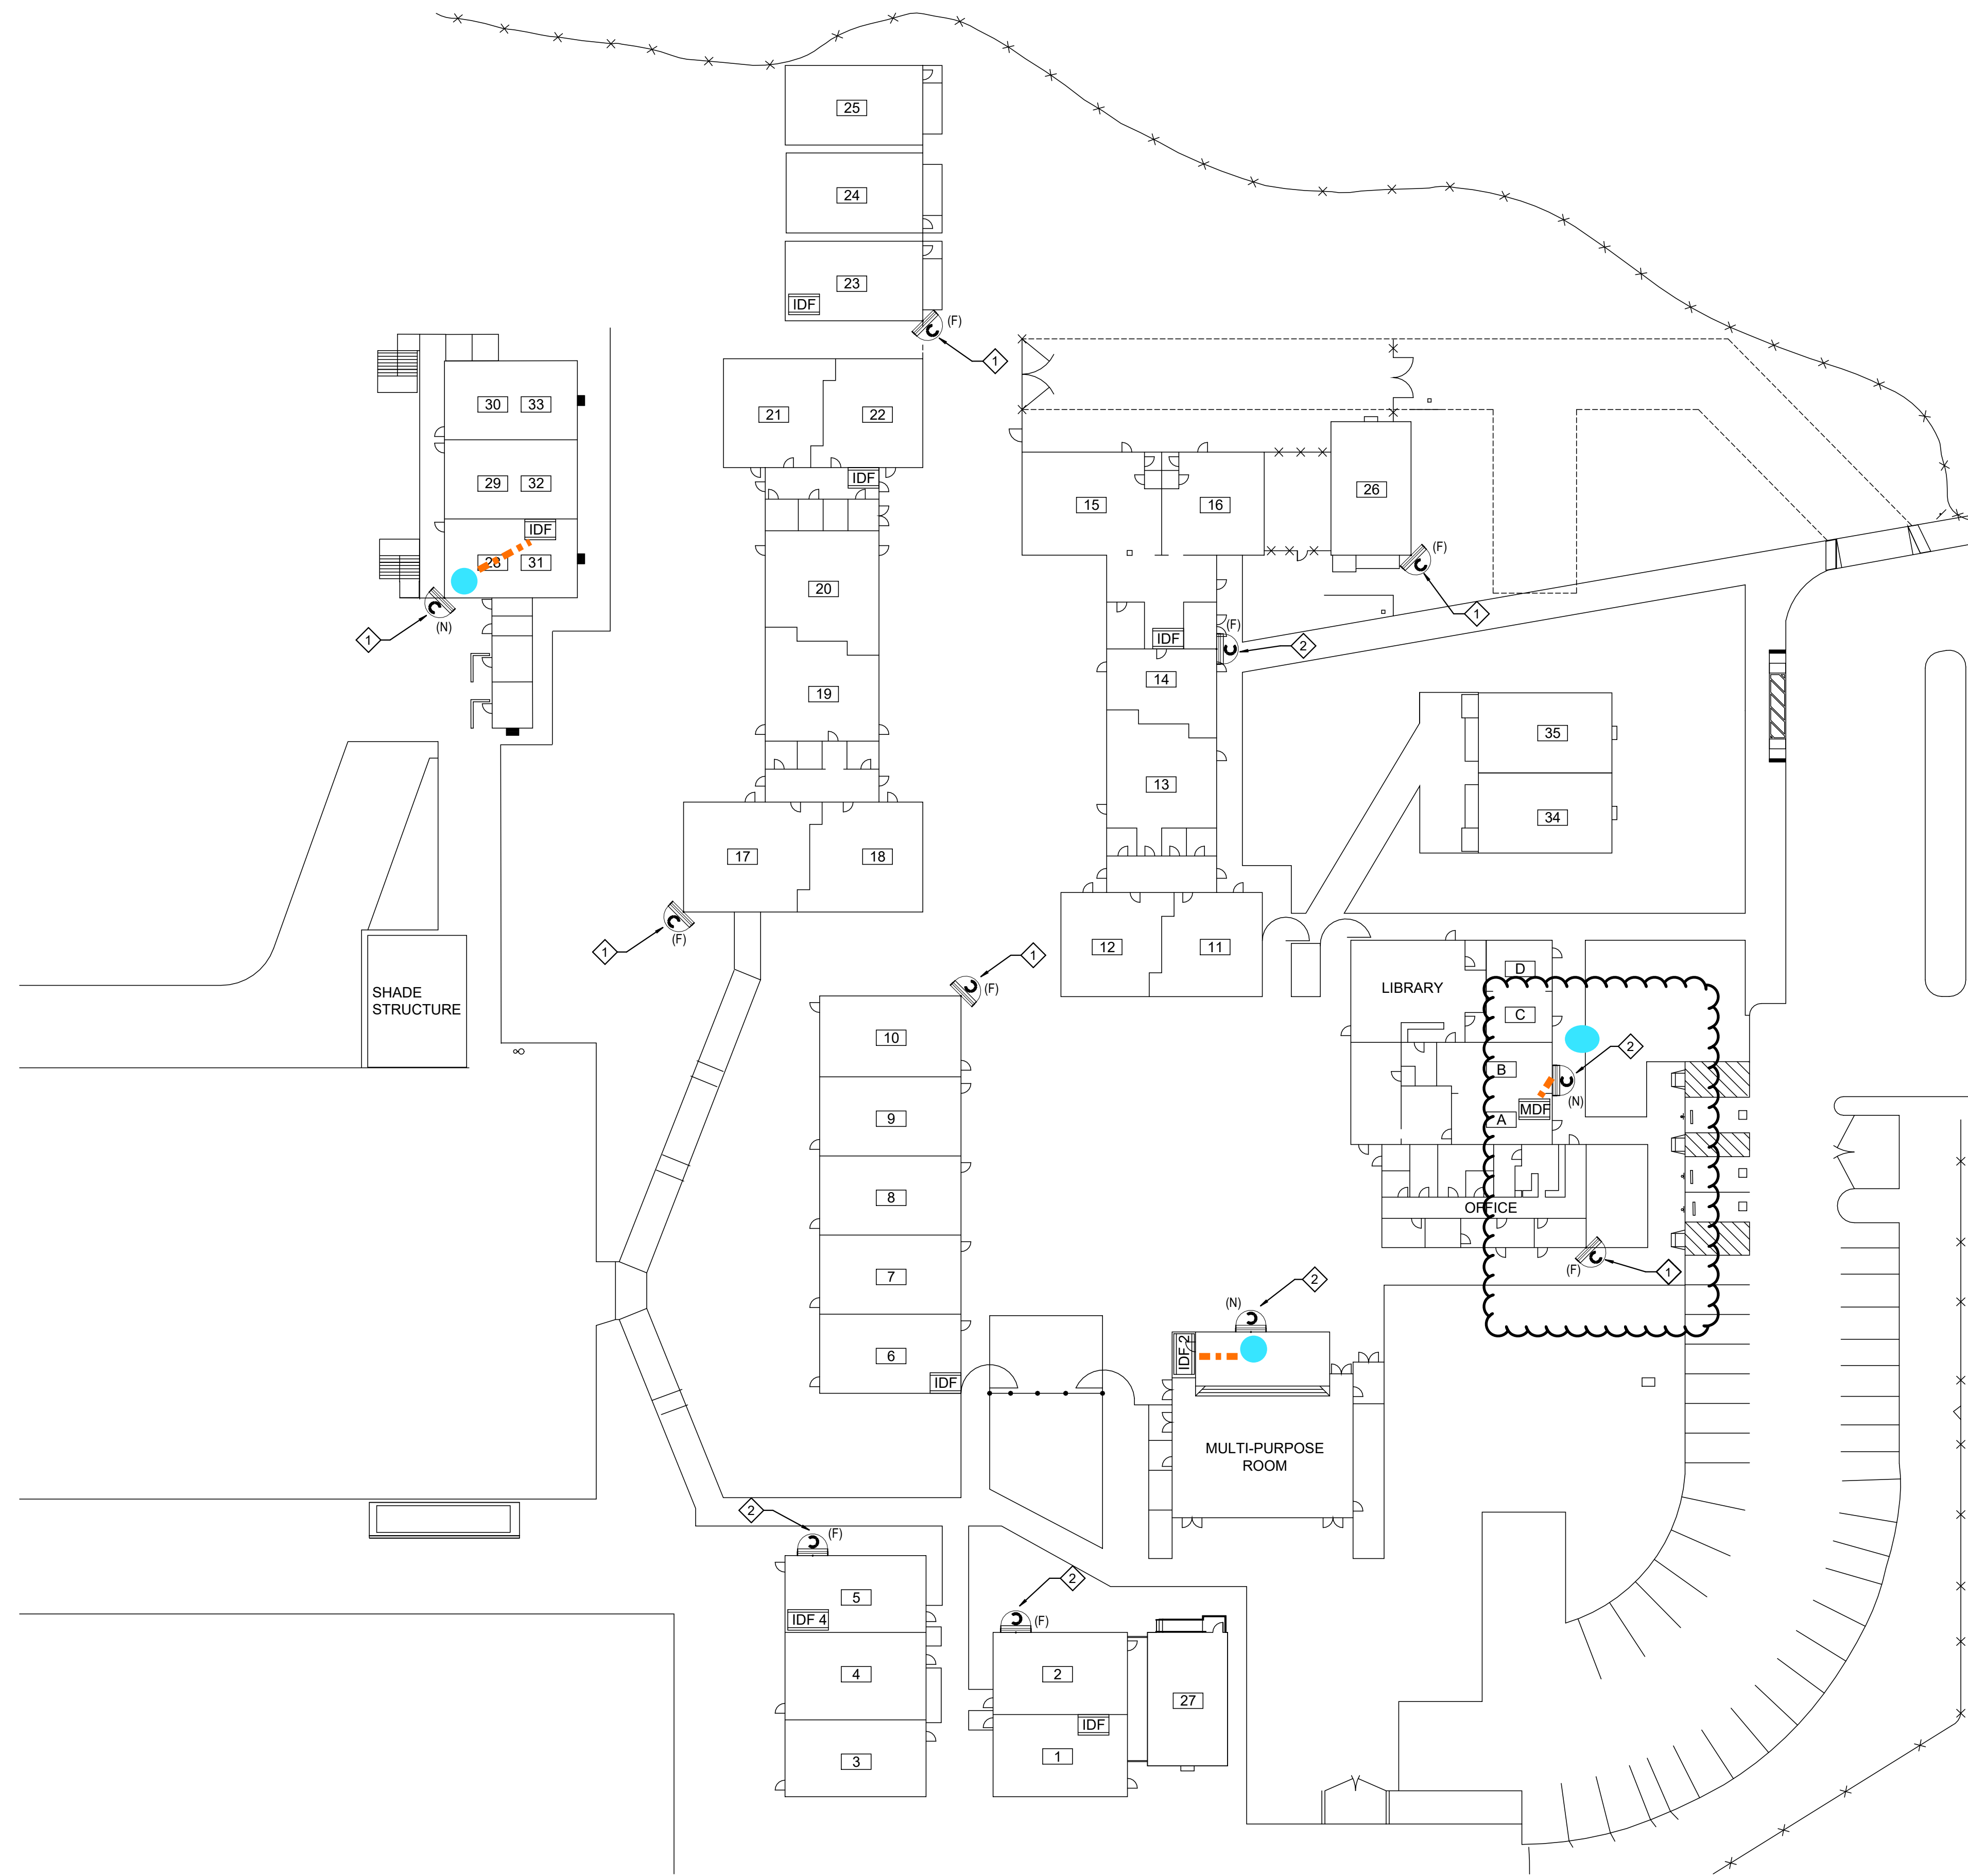 25
24
23
IDF
(F)
1
30 33
29 32
IDF
28 31
1
(N)
21 22
IDF
20
19
17 18
1
(F)
15 16
26
(F)
1
IDF
(F)
2
14
13
12 11
35
34
SHADE
STRUCTURE
1
(F)
10
9
8
7
6
IDF
LIBRARY
D
C
B
A
MDF
2
(N)
OFFICE
(F)
1
2
(N)
IDF 2
MULTI-PURPOSE
ROOM
2
(F)
5
IDF 4
4
3
2
(F)
2
IDF
1
27